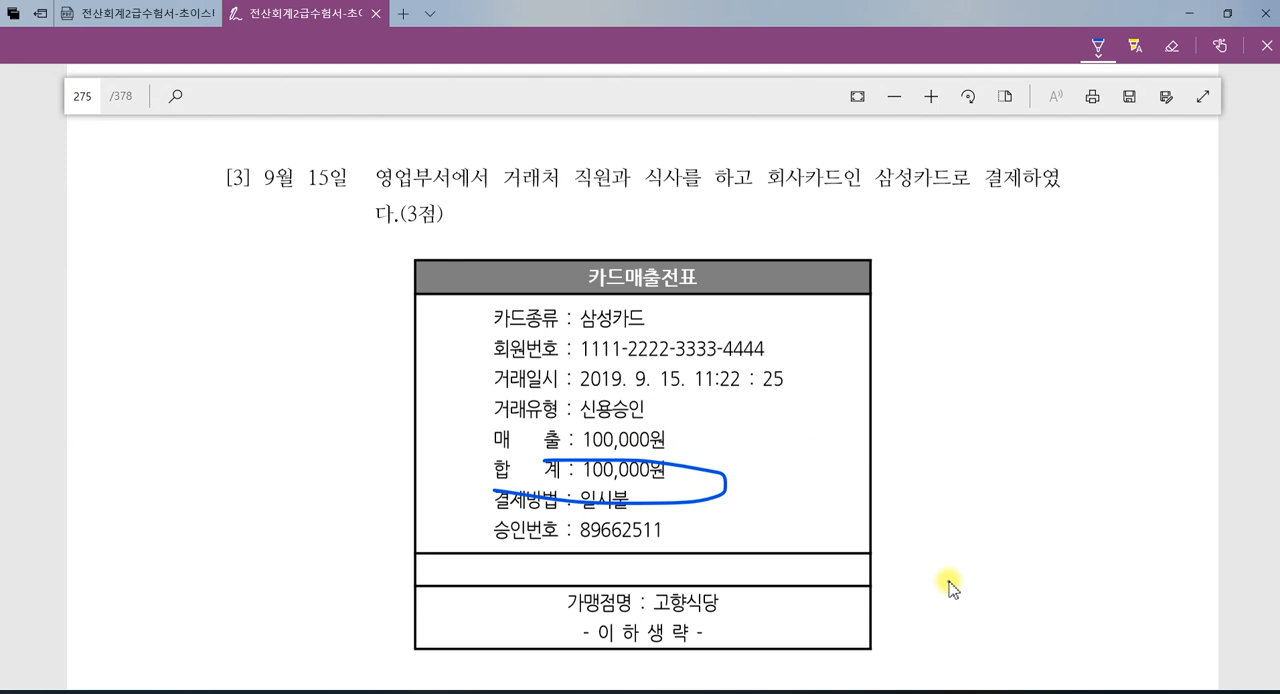 전산회계2급수험서-초이스
전산회계2급수험서-초이
275 /378
[3] 9월 15일 영업부서에서 거래처 직원과 식사를 하고 회사카드인 삼성카드로 결제하였
다.(3점)
카드매출전표
카드종류 : 삼성카드
회원번호 : 1111-2222-3333-4444
거래일시 : 2019. 9. 15. 11:22 : 25
거래유형 : 신용승인
매 출 : 100,000원
합 계 : 100,000원
결제방법 : 일시불
승인번호 : 89662511
가맹점명 : 고향식당
- 이 하 생 략 -